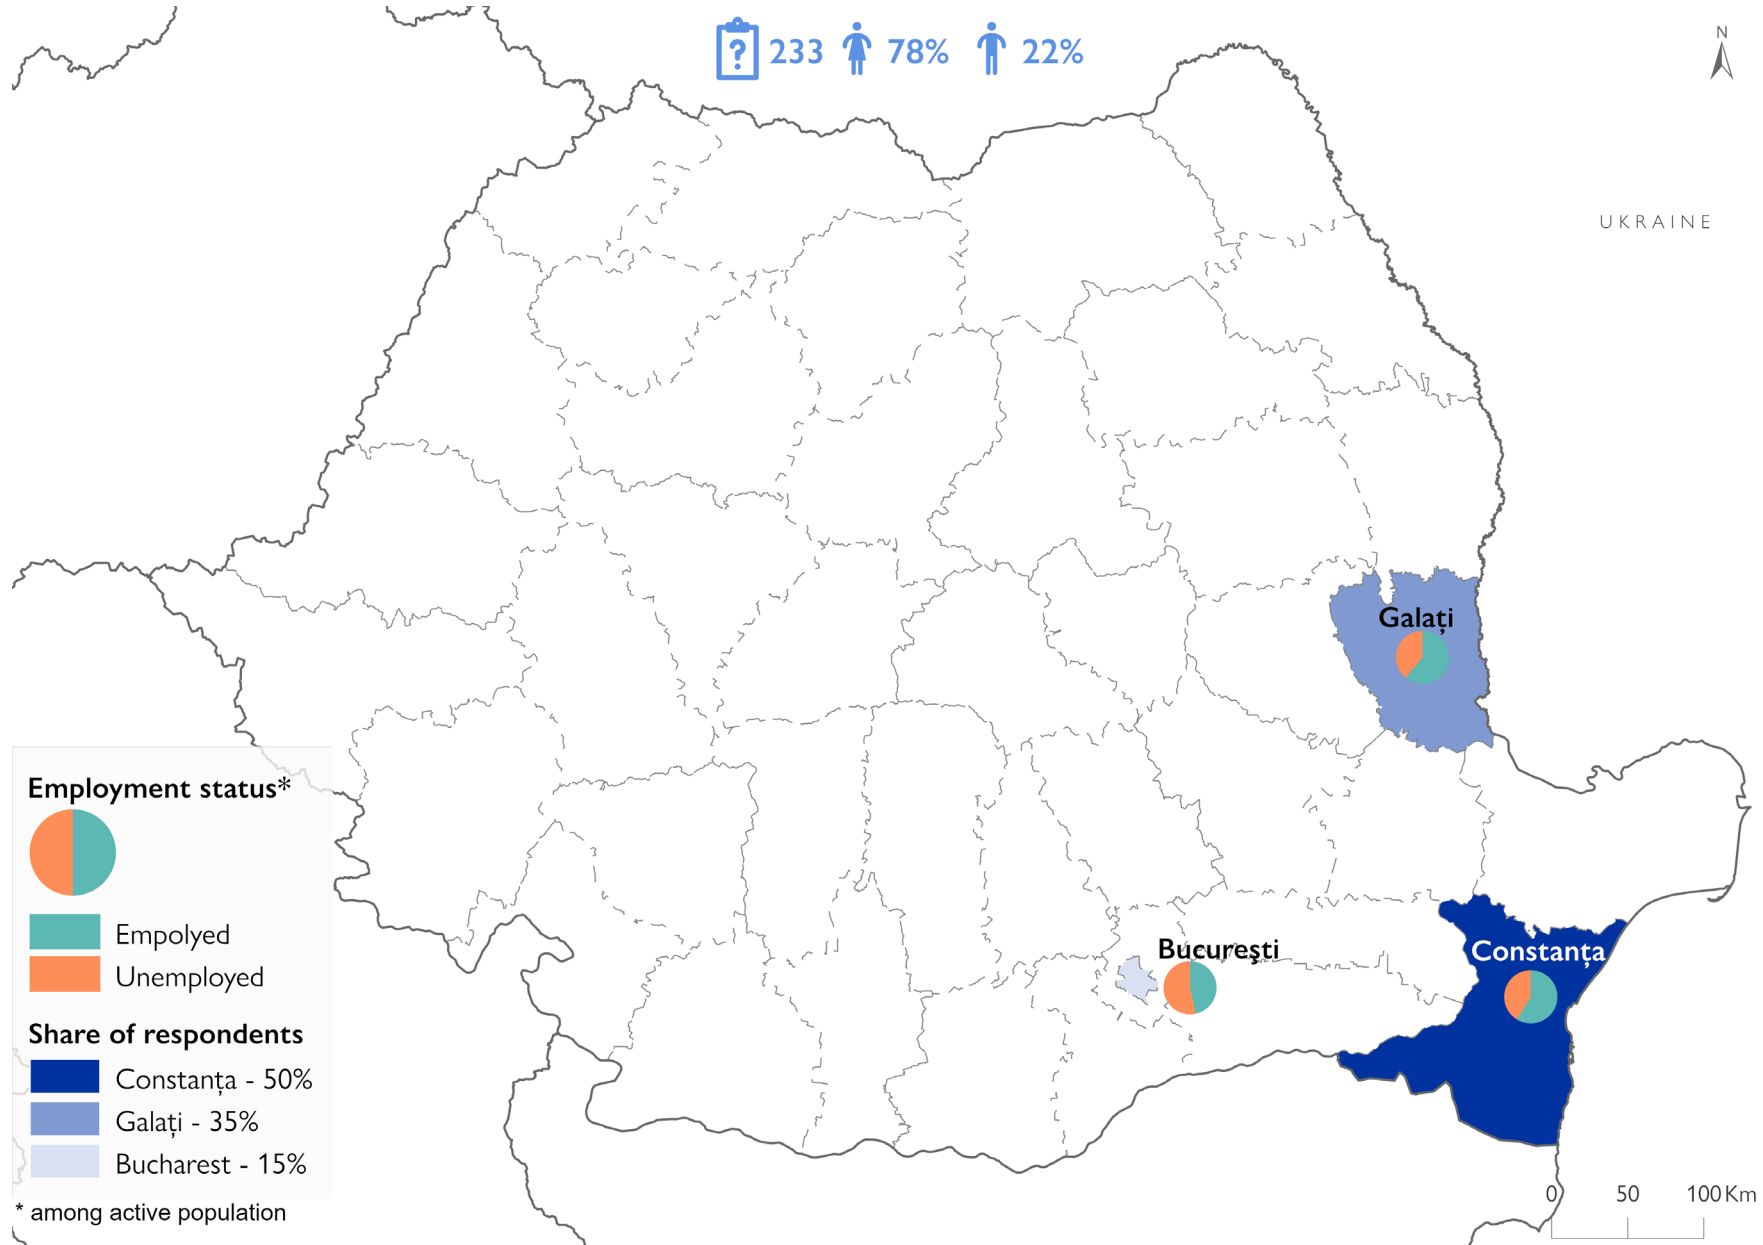 ? 233 78% 22%
N
UKRAINE
Galați
Employment status*
Empolyed
Unemployed
București
Constanța
Share of respondents
Constanța - 50%
Galați - 35%
Bucharest - 15%
* among active population
0 50 100 Km